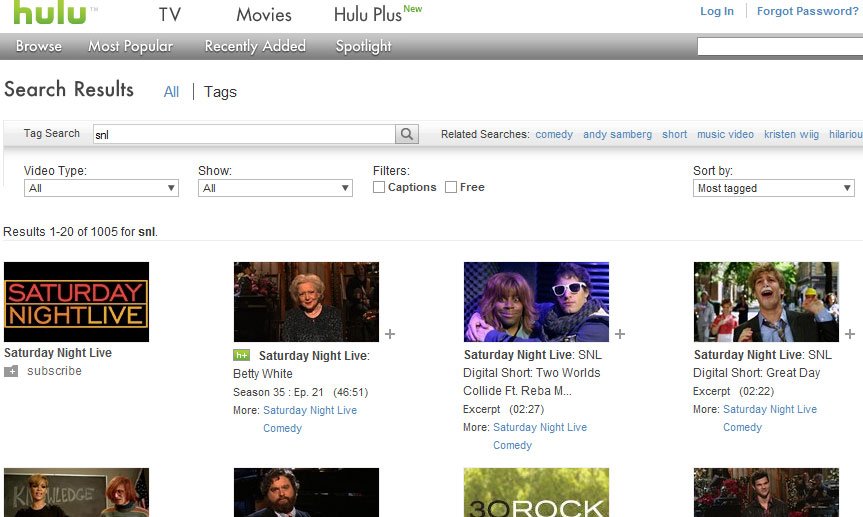 hulu™
TV Movies Hulu Plus New
Log In Forgot Password?
Browse Most Popular Recently Added Spotlight
Search Results All Tags
Tag Search snl
Related Searches: comedy andy samberg short music video kristen wiig hilariou
Video Type: Show: Filters: Sort by:
All All Captions Free Most tagged
Results 1-20 of 1005 for snl.
SATURDAY
NIGHT LIVE
Saturday Night Live
subscribe
h+ Saturday Night Live:
Betty White
Season 35 : Ep. 21 (46:51)
More: Saturday Night Live
Comedy
Saturday Night Live: SNL
Digital Short: Two Worlds
Collide Ft. Reba M...
Excerpt (02:27)
More: Saturday Night Live
Comedy
Saturday Night Live: SNL
Digital Short: Great Day
Excerpt (02:22)
More: Saturday Night Live
Comedy
KNOWLEDGE
30 ROCK